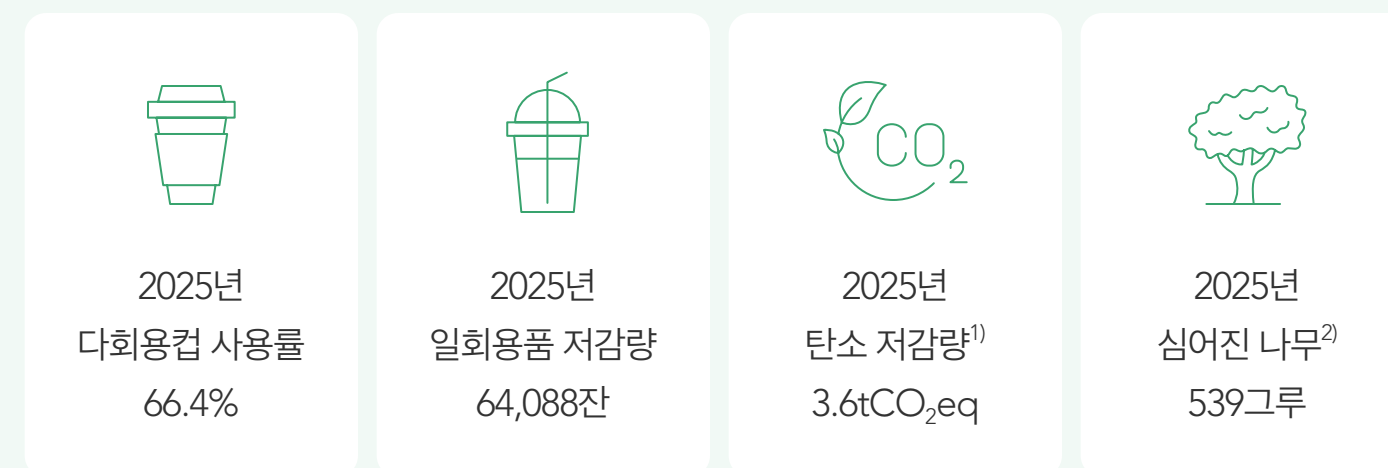 CO2
2025년
다회용컵 사용률
66.4%
2025년
일회용품 저감량
64,088잔
2025년
탄소 저감량1)
3.6tCO2eq
2025년
심어진 나무2)
539그루